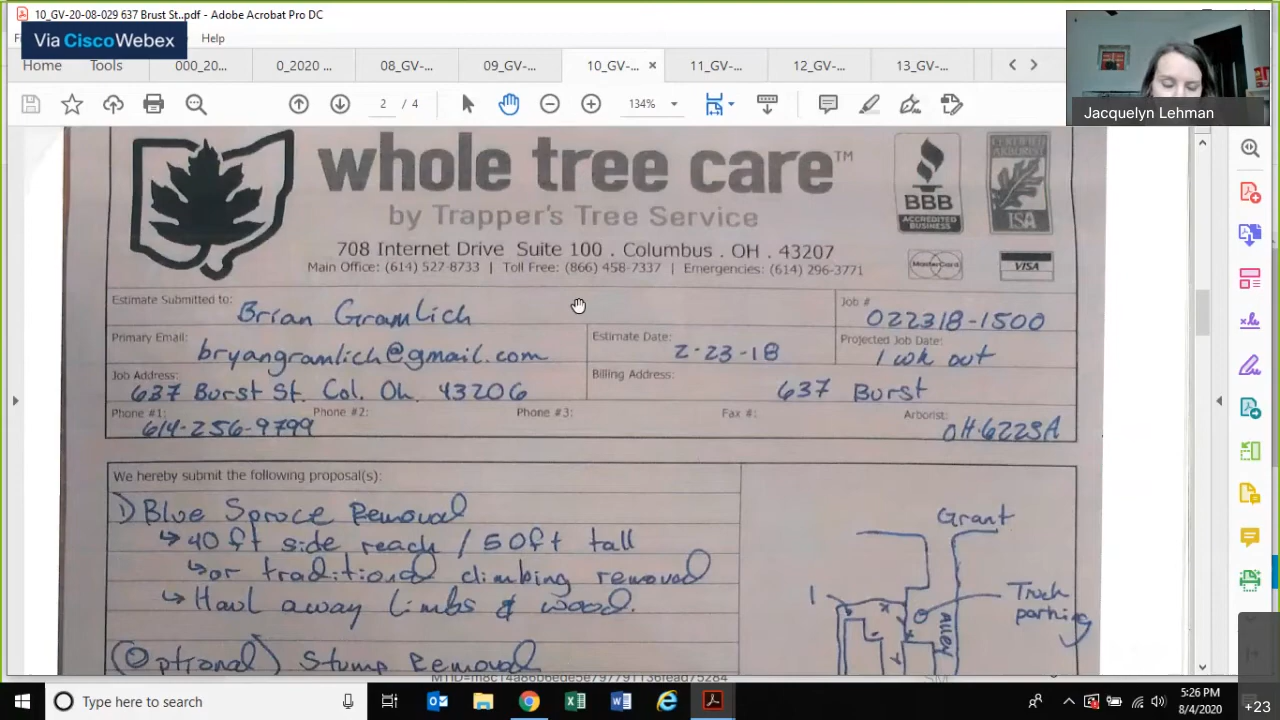 10_GV-20-08-029 637 Brust St..pdf - Adobe Acrobat Pro DC
Via Cisco Webex
Help
Home Tools 000_20... 0_2020 ... 08_GV-... 09_GV-... 10_GV-... × 11_GV-... 12_GV-... 13_GV-...
2 / 4 134%
Jacquelyn Lehman
whole tree care™
by Trapper's Tree Service
BBB
ACCREDITED BUSINESS
CERTIFIED ARBORIST
ISA
708 Internet Drive Suite 100 . Columbus . OH . 43207
Main Office: (614) 527-8733 | Toll Free: (866) 458-7337 | Emergencies: (614) 296-3771
MasterCard
VISA
Estimate Submitted to: Brian Gramlich
Job # 022318-1500
Primary Email: bryangramlich@gmail.com
Estimate Date: 2-23-18
Projected Job Date: 1 wk out
Job Address: 637 Burst St. Col. Oh. 43206
Billing Address: 637 Burst
Phone #1: 614-256-9799
Phone #2:
Phone #3:
Fax #:
Arborist: OH-6223A
We hereby submit the following proposal(s):
1) Blue Spruce Removal
↳ 40 ft side reach / 50ft tall
↳ or traditional climbing removal
↳ Haul away limbs & wood.
(Optional) Stump Removal
Grant
Truck parking
Alley
1
Type here to search
5:26 PM
8/4/2020
+23